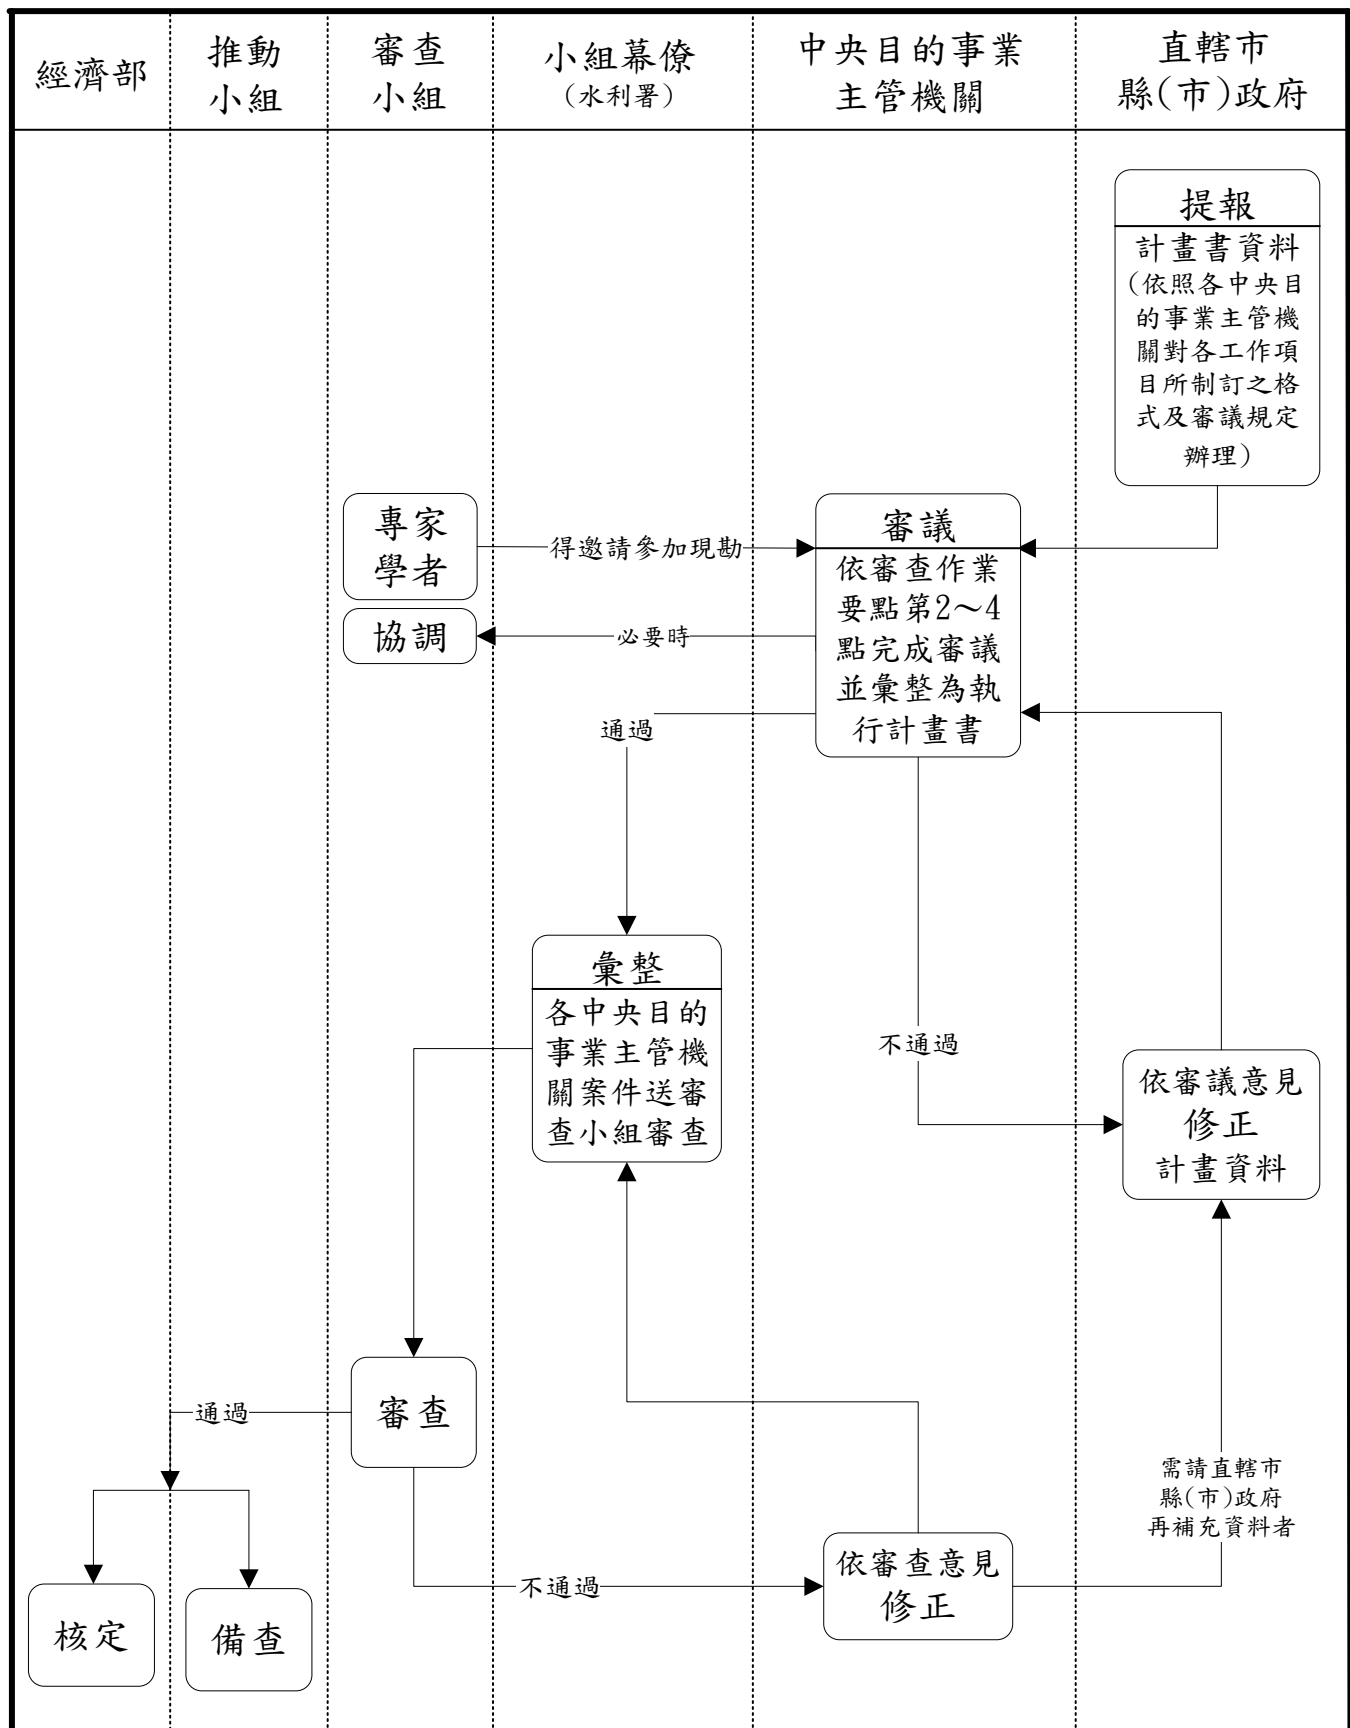 經濟部
推動
小組
審查
小組
小組幕僚
（水利署）
中央目的事業
主管機關
直轄市
縣(市)政府
提報
計畫書資料
（依照各中央目
的事業主管機
關對各工作項
目所制訂之格
式及審議規定
辦理）
專家
學者
得邀請參加現勘
審議
依審查作業
要點第2～4
點完成審議
並彙整為執
行計畫書
協調
必要時
通過
彙整
各中央目的
事業主管機
關案件送審
查小組審查
不通過
依審議意見
修正
計畫資料
審查
通過
需請直轄市
縣(市)政府
再補充資料者
不通過
依審查意見
修正
核定
備查